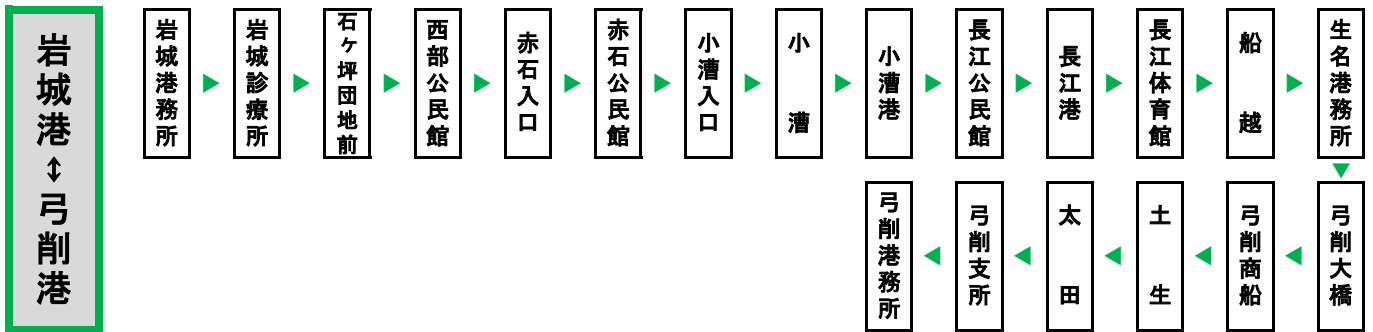 岩城港↕弓削港
岩城港務所
岩城診療所
石ヶ坪団地前
西部公民館
赤石入口
赤石公民館
小漕入口
小漕
小漕港
長江公民館
長江港
長江体育館
船越
生名港務所
弓削大橋
弓削商船
土生
太田
弓削支所
弓削港務所